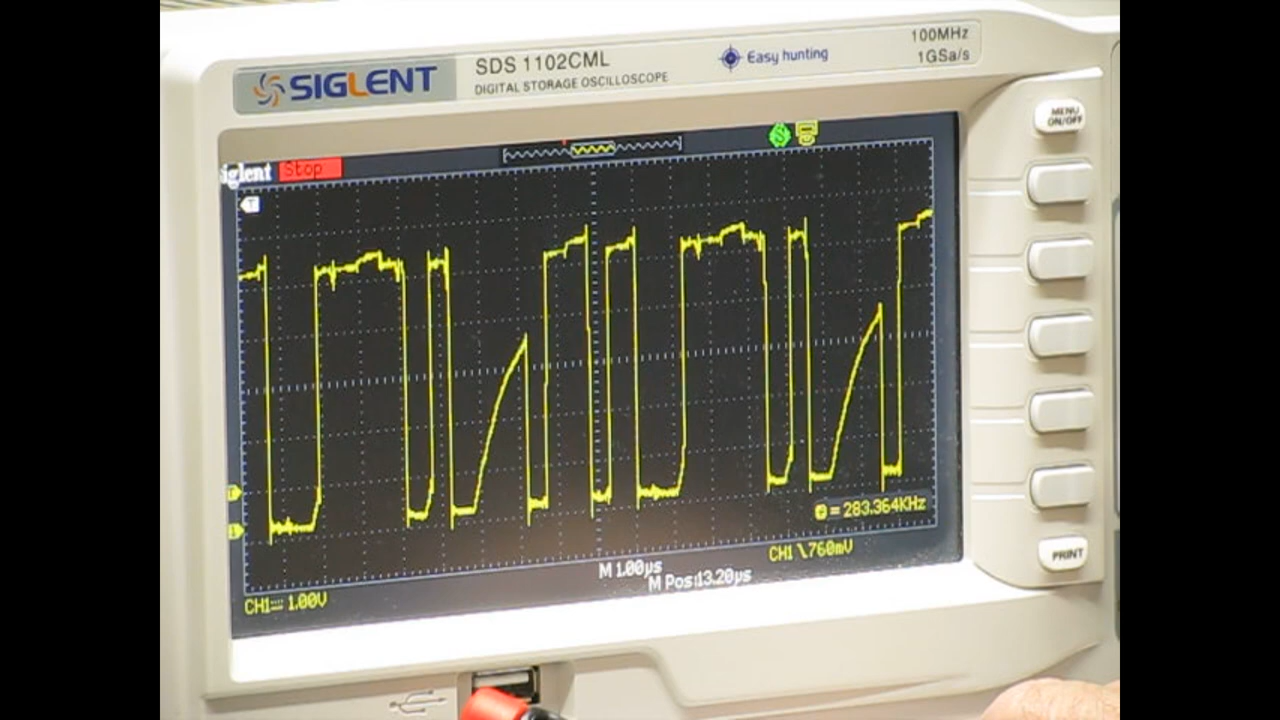 SIGLENT
SDS 1102CML
DIGITAL STORAGE OSCILLOSCOPE
Easy hunting
100MHz
1GSa/s
MENU
ON/OFF
iglent Stop
T
= 283.364KHz
CH1 \760mV
M 1.00µs
M Pos:13.20µs
CH1 1.00V
PRINT